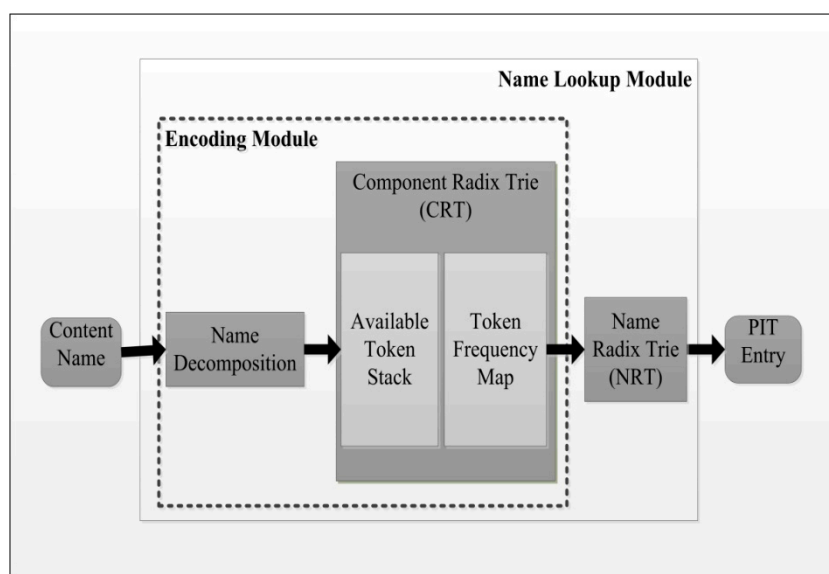 Name Lookup Module
Encoding Module
Component Radix Trie
(CRT)
Content
Name
Name
Decomposition
Available
Token
Stack
Token
Frequency
Map
Name
Radix Trie
(NRT)
PIT
Entry